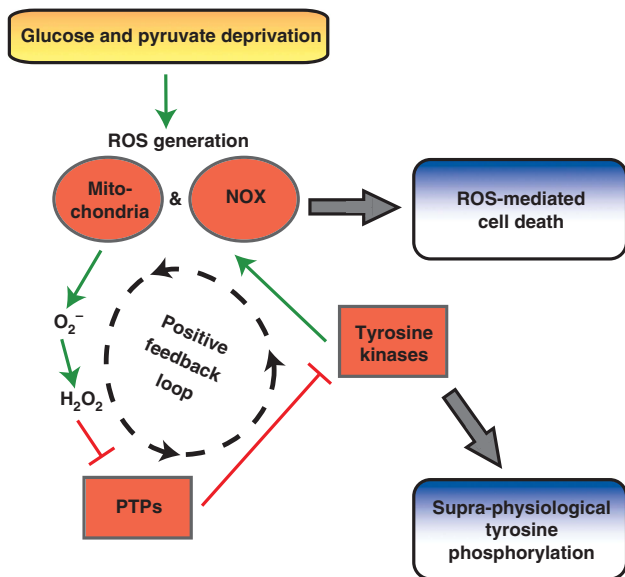 Glucose and pyruvate deprivation
ROS generation
Mito-
chondria
&
NOX
ROS-mediated
cell death
O₂⁻
Positive
feedback
loop
Tyrosine
kinases
H₂O₂
PTPs
Supra-physiological
tyrosine
phosphorylation